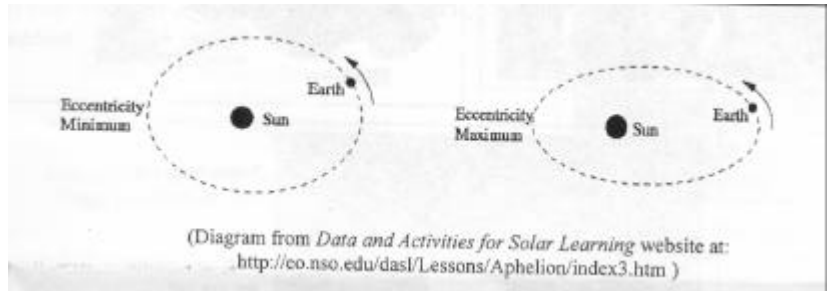 Eccentricity
Minimum
Earth
Sun
Eccentricity
Maximum
Earth
Sun
(Diagram from Data and Activities for Solar Learning website at:
http://eo.nso.edu/dasl/Lessons/Aphelion/index3.htm )